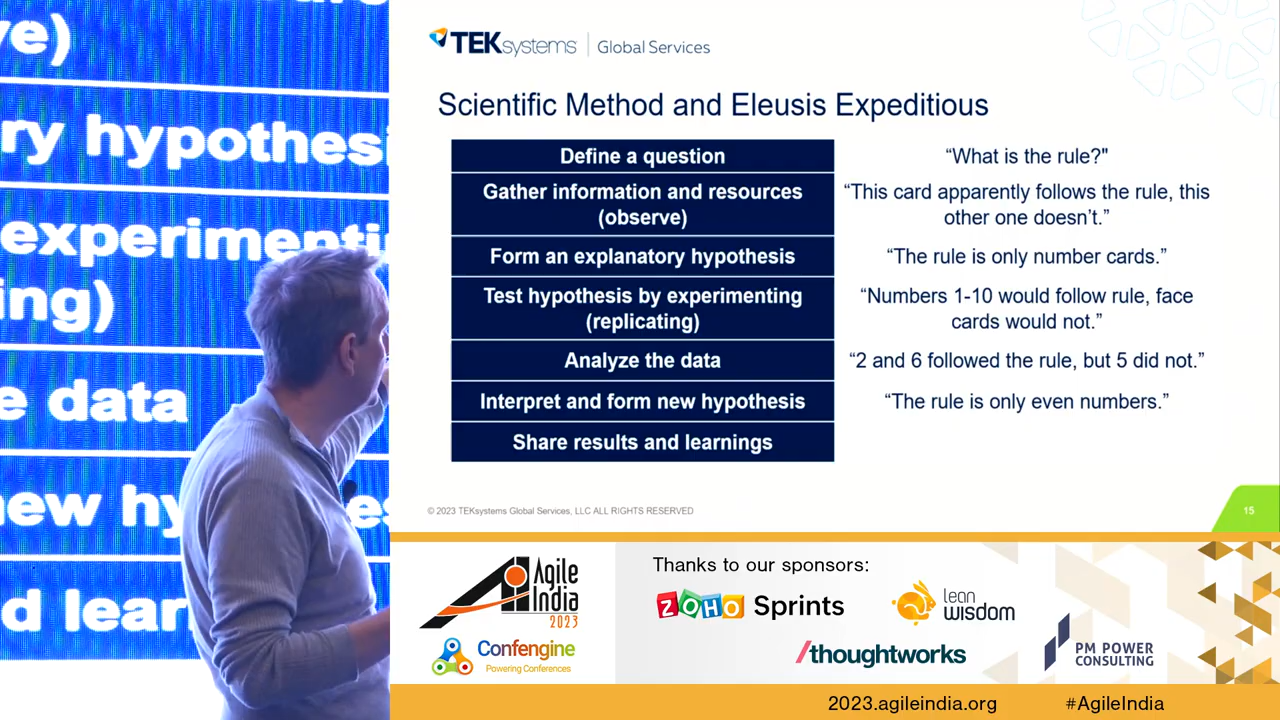 ve)
ry hypothesi
experimenti
ing)
e data
new hy
es
d lear
TEKsystems | Global Services
Scientific Method and Eleusis Expeditious
Define a question
“What is the rule?"
Gather information and resources
(observe)
“This card apparently follows the rule, this
other one doesn’t.”
Form an explanatory hypothesis
“The rule is only number cards.”
Test hypothesis by experimenting
(replicating)
“Numbers 1-10 would follow rule, face
cards would not.”
Analyze the data
“2 and 6 followed the rule, but 5 did not.”
Interpret and form new hypothesis
“The rule is only even numbers.”
Share results and learnings
© 2023 TEKsystems Global Services, LLC ALL RIGHTS RESERVED
15
Agile
India
2023
Confengine
Powering Conferences
Thanks to our sponsors:
ZOHO Sprints
lean
wisdom
/thoughtworks
PM POWER
CONSULTING
2023.agileindia.org
#AgileIndia